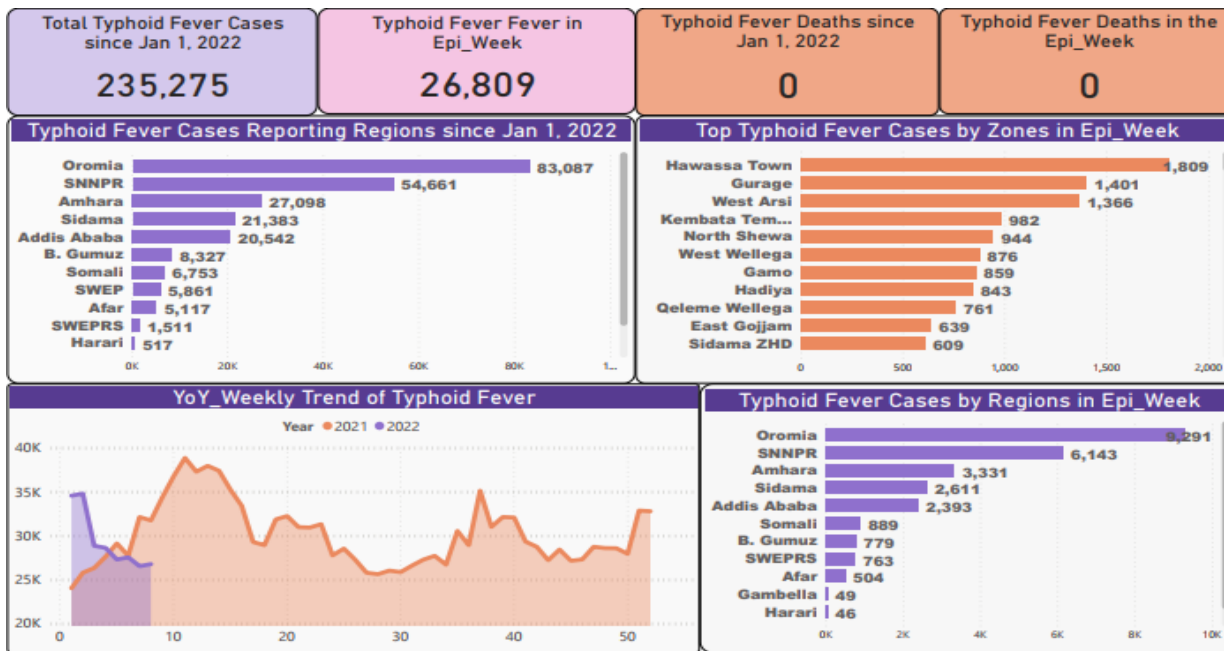 Total Typhoid Fever Cases
since Jan 1, 2022
235,275
Typhoid Fever Fever in
Epi_Week
26,809
Typhoid Fever Deaths since
Jan 1, 2022
0
Typhoid Fever Deaths in the
Epi_Week
0
Typhoid Fever Cases Reporting Regions since Jan 1, 2022
Oromia 83,087
SNNPR 54,661
Amhara 27,098
Sidama 21,383
Addis Ababa 20,542
B. Gumuz 8,327
Somali 6,753
SWEP 5,861
Afar 5,117
SWEPRS 1,511
Harari 517
0K 20K 40K 60K 80K 1...
Top Typhoid Fever Cases by Zones in Epi_Week
Hawassa Town 1,809
Gurage 1,401
West Arsi 1,366
Kembata Tem... 982
North Shewa 944
West Wellega 876
Gamo 859
Hadiya 843
Qeleme Wellega 761
East Gojjam 639
Sidama ZHD 609
0 500 1,000 1,500 2,000
YoY_Weekly Trend of Typhoid Fever
Year 2021 2022
40K
35K
30K
25K
20K
0 10 20 30 40 50
Typhoid Fever Cases by Regions in Epi_Week
Oromia 9,291
SNNPR 6,143
Amhara 3,331
Sidama 2,611
Addis Ababa 2,393
Somali 889
B. Gumuz 779
SWEPRS 763
Afar 504
Gambella 49
Harari 46
0K 2K 4K 6K 8K 10K